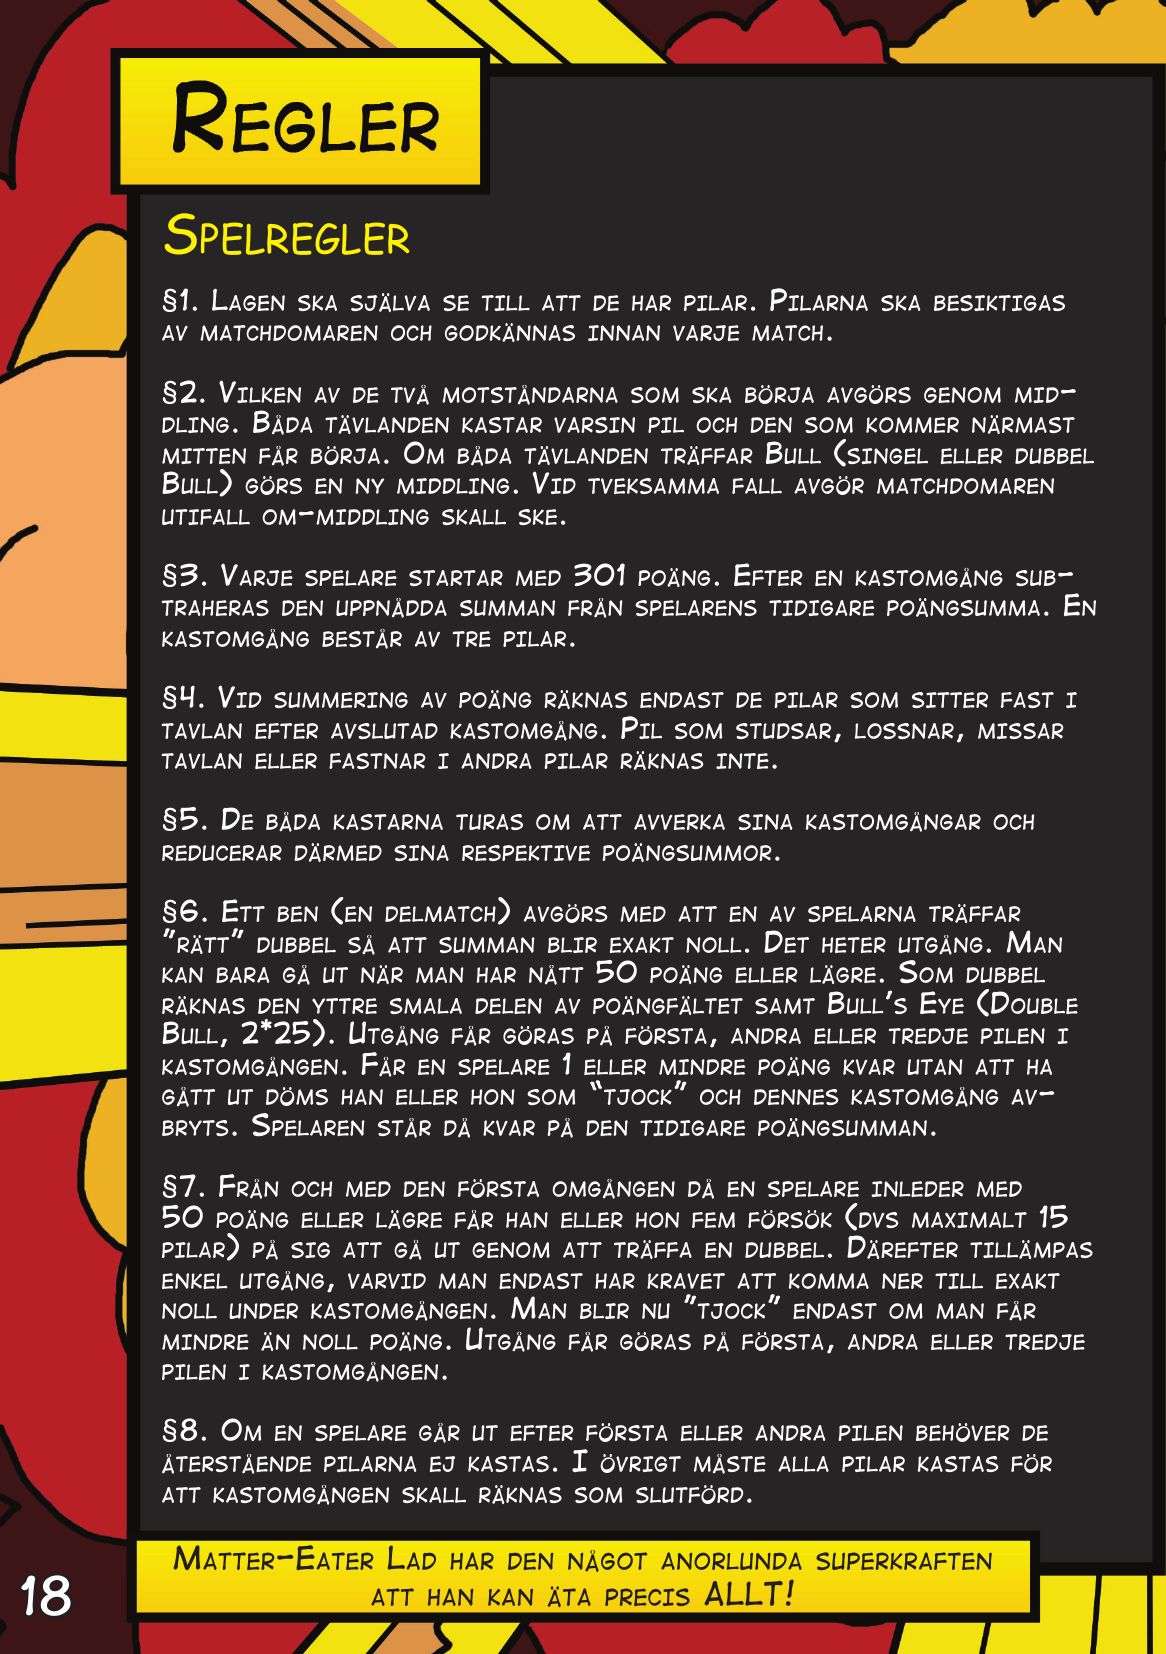 Regler
Spelregler
§1. Lagen ska själva se till att de har pilar. Pilarna ska besiktigas
av matchdomaren och godkännas innan varje match.
§2. Vilken av de två motståndarna som ska börja avgörs genom mid-
dling. Båda tävlanden kastar varsin pil och den som kommer närmast
mitten får börja. Om båda tävlanden träffar Bull (singel eller dubbel
Bull) görs en ny middling. Vid tveksamma fall avgör matchdomaren
utifall om-middling skall ske.
§3. Varje spelare startar med 301 poäng. Efter en kastomgång sub-
traheras den uppnådda summan från spelarens tidigare poängsumma. En
kastomgång består av tre pilar.
§4. Vid summering av poäng räknas endast de pilar som sitter fast i
tavlan efter avslutad kastomgång. Pil som studsar, lossnar, missar
tavlan eller fastnar i andra pilar räknas inte.
§5. De båda kastarna turas om att avverka sina kastomgångar och
reducerar därmed sina respektive poängsummor.
§6. Ett ben (en delmatch) avgörs med att en av spelarna träffar
”rätt” dubbel så att summan blir exakt noll. Det heter utgång. Man
kan bara gå ut när man har nått 50 poäng eller lägre. Som dubbel
räknas den yttre smala delen av poängfältet samt Bull’s Eye (Double
Bull, 2*25). Utgång får göras på första, andra eller tredje pilen i
kastomgången. Får en spelare 1 eller mindre poäng kvar utan att ha
gått ut döms han eller hon som “tjock” och dennes kastomgång av-
bryts. Spelaren står då kvar på den tidigare poängsumman.
§7. Från och med den första omgången då en spelare inleder med
50 poäng eller lägre får han eller hon fem försök (dvs maximalt 15
pilar) på sig att gå ut genom att träffa en dubbel. Därefter tillämpas
enkel utgång, varvid man endast har kravet att komma ner till exakt
noll under kastomgången. Man blir nu ”tjock” endast om man får
mindre än noll poäng. Utgång får göras på första, andra eller tredje
pilen i kastomgången.
§8. Om en spelare går ut efter första eller andra pilen behöver de
återstående pilarna ej kastas. I övrigt måste alla pilar kastas för
att kastomgången skall räknas som slutförd.
Matter-Eater Lad har den något anorlunda superkraften
att han kan äta precis ALLT!
18